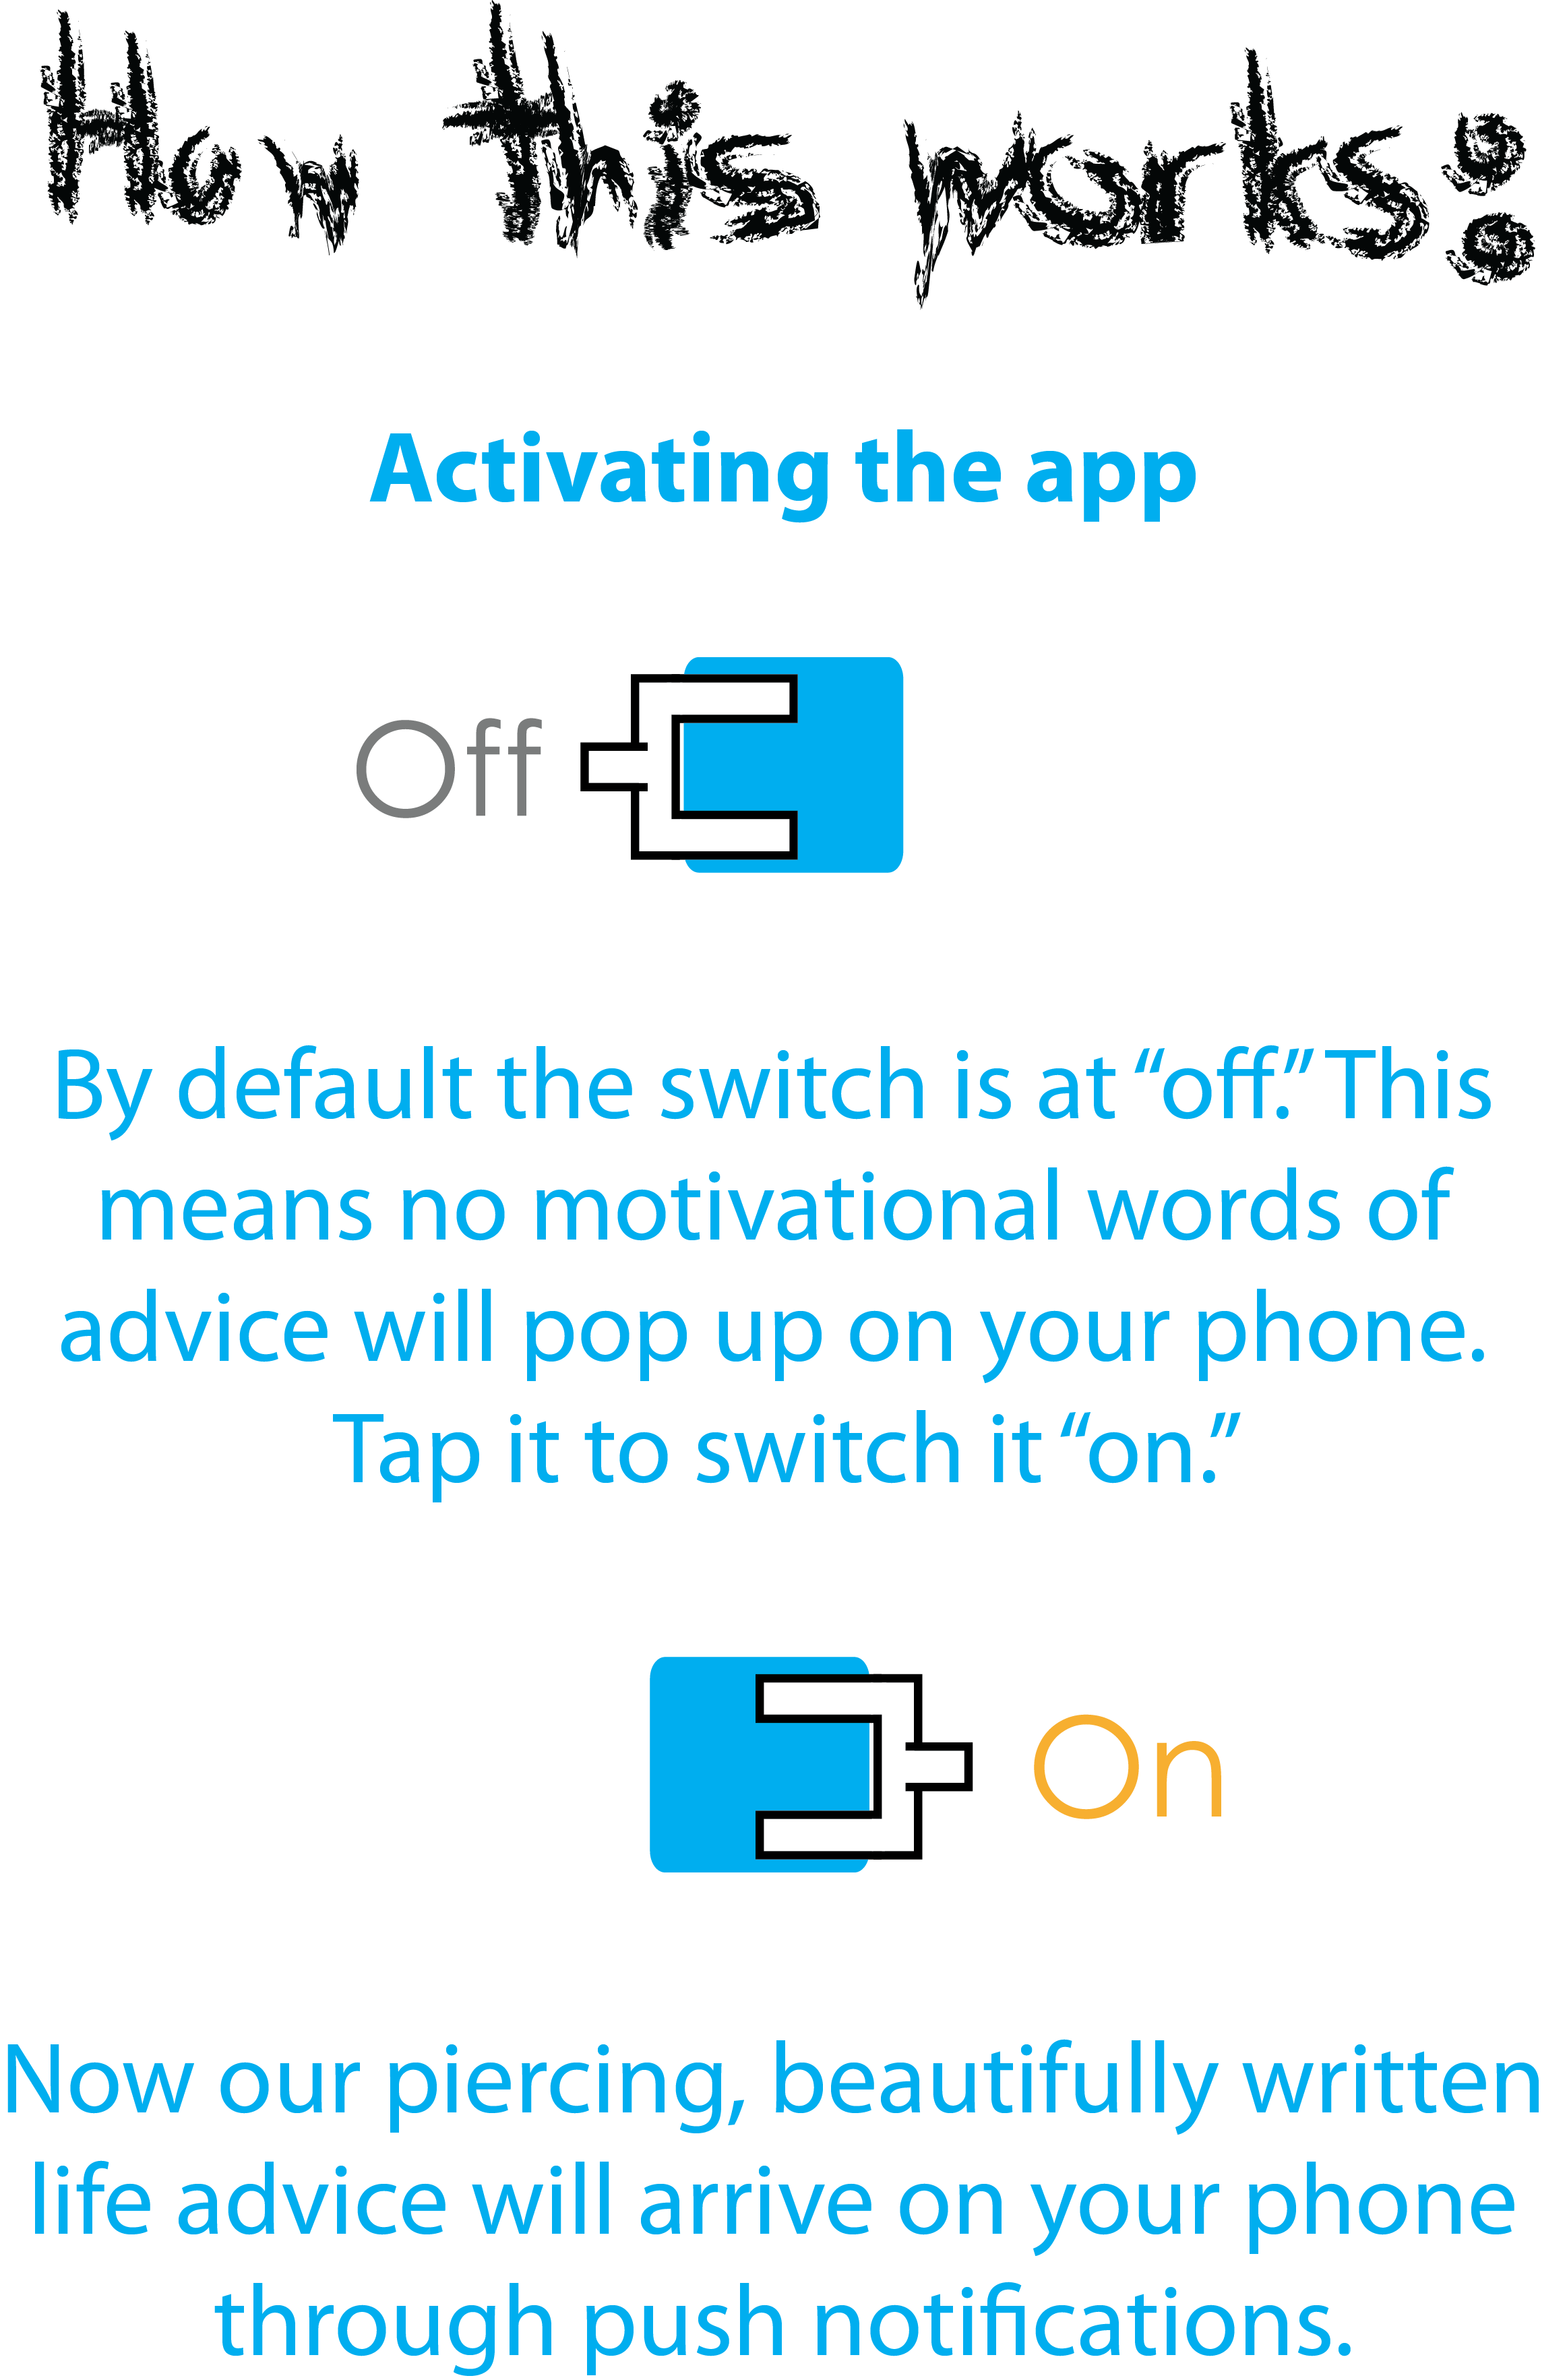 How this works:
Activating the app
Off
By default the switch is at “off.” This
means no motivational words of
advice will pop up on your phone.
Tap it to switch it “on.”
On
Now our piercing, beautifully written
life advice will arrive on your phone
through push notifications.